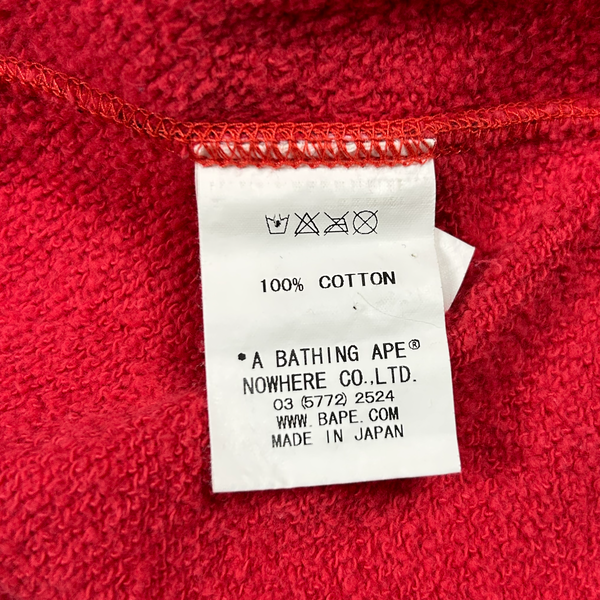 100% COTTON
*A BATHING APE®
NOWHERE CO.,LTD.
03 (5772) 2524
WWW.BAPE.COM
MADE IN JAPAN